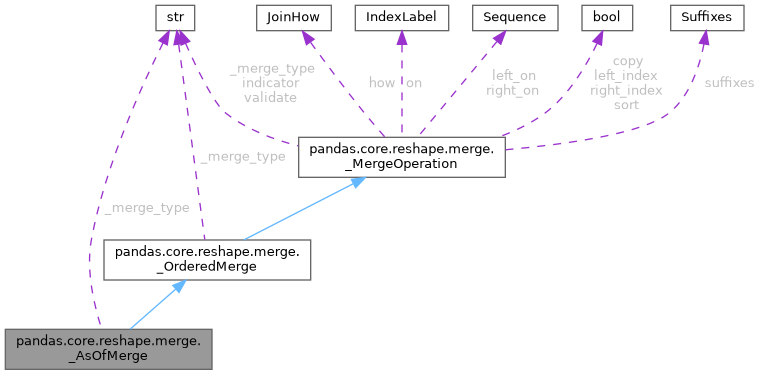 str
JoinHow
IndexLabel
Sequence
bool
Suffixes
_merge_type
indicator
validate
how
on
left_on
right_on
copy
left_index
right_index
sort
suffixes
pandas.core.reshape.merge.
_MergeOperation
_merge_type
_merge_type
pandas.core.reshape.merge.
_OrderedMerge
pandas.core.reshape.merge.
_AsOfMerge